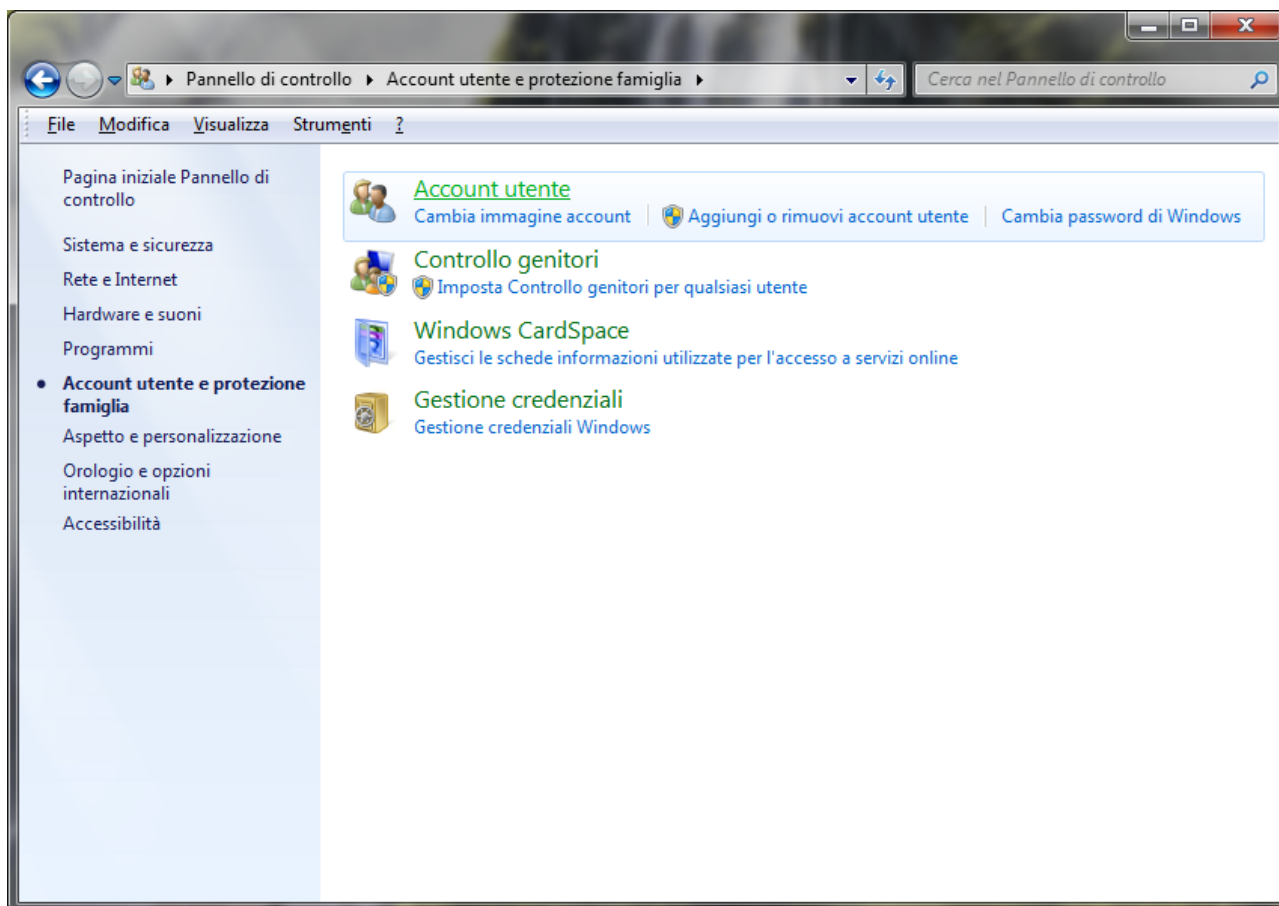 Pannello di controllo Account utente e protezione famiglia
Cerca nel Pannello di controllo
File Modifica Visualizza Strumenti ?
Pagina iniziale Pannello di
controllo
Sistema e sicurezza
Rete e Internet
Hardware e suoni
Programmi
Account utente e protezione
famiglia
Aspetto e personalizzazione
Orologio e opzioni
internazionali
Accessibilità
Account utente
Cambia immagine account Aggiungi o rimuovi account utente Cambia password di Windows
Controllo genitori
Imposta Controllo genitori per qualsiasi utente
Windows CardSpace
Gestisci le schede informazioni utilizzate per l'accesso a servizi online
Gestione credenziali
Gestione credenziali Windows